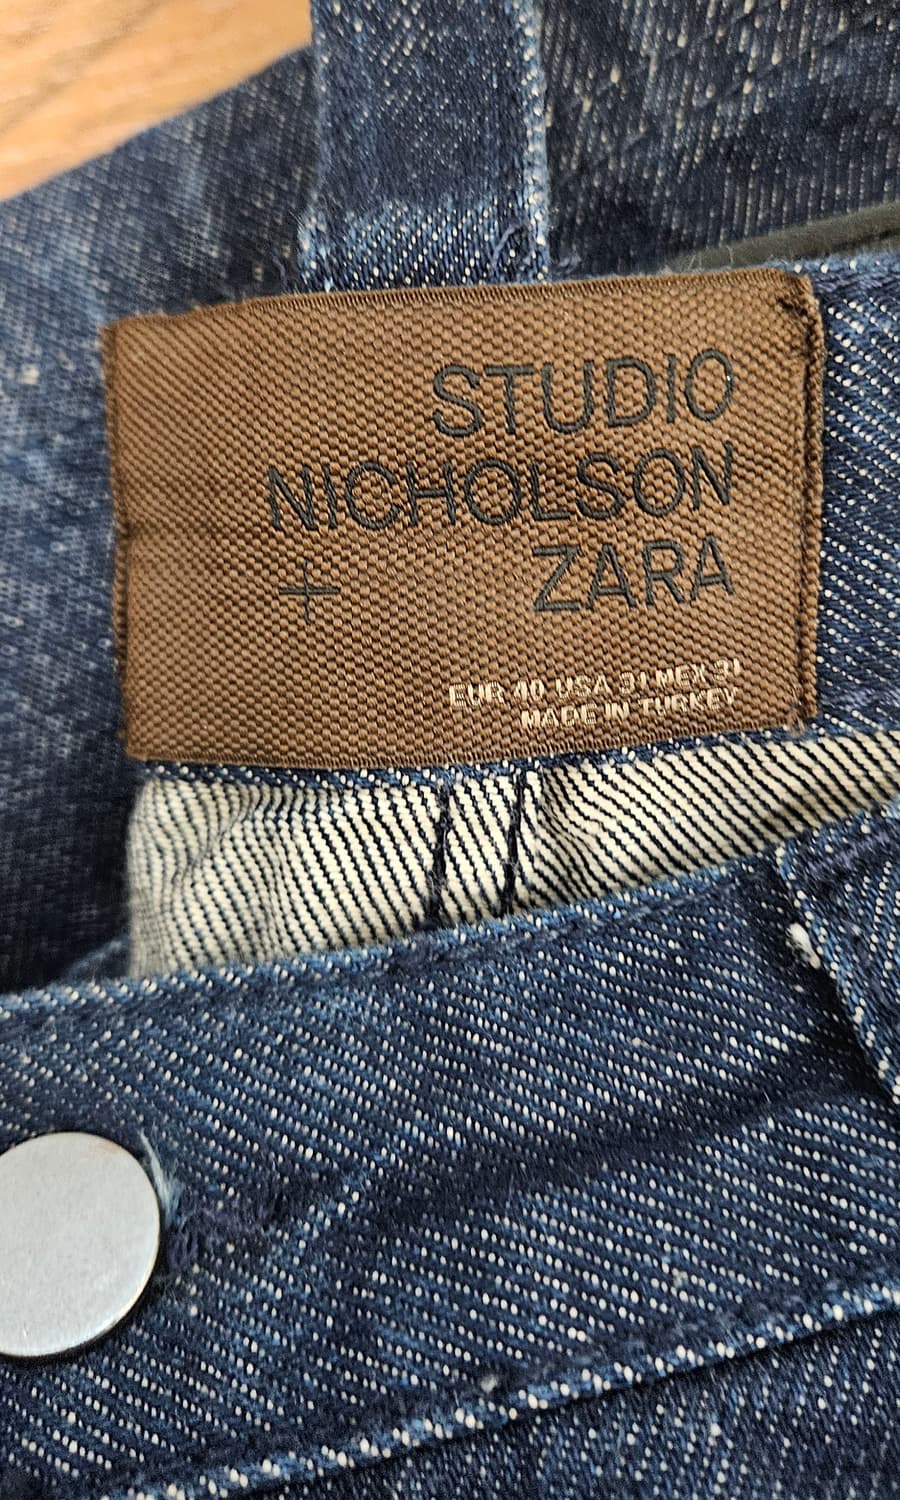 STUDIO
NICHOLSON
+ ZARA
EUR 40 USA 31 MEX 31
MADE IN TURKEY